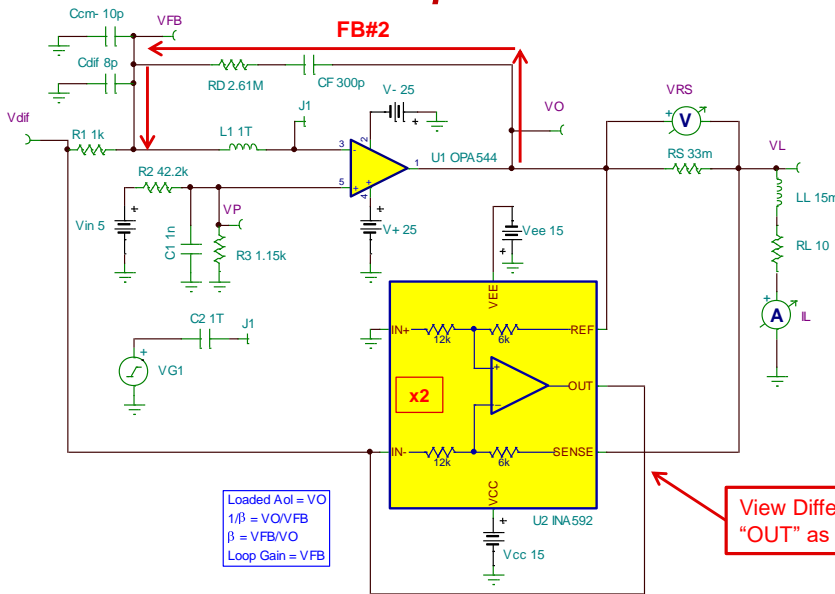 Ccm- 10p
VFB
FB#2
Cdif 8p
RD 2.61M
CF 300p
V- 25
VRS
V
Vdif
J1
VO
R1 1k
L1 1T
2
3
-
1
U1 OPA544
RS 33m
VL
R2 42.2k
5
+
+
4
LL 15m
Vin 5
VP
C1 1n
R3 1.15k
V+ 25
Vee 15
RL 10
VEE
A
IL
C2 1T
J1
IN+
12k
6k
REF
VG1
x2
+
-
OUT
IN-
12k
6k
SENSE
VCC
U2 INA592
Loaded Aol = VO
1/β = VO/VFB
β = VFB/VO
Loop Gain = VFB
Vcc 15
View Diffe
"OUT" as